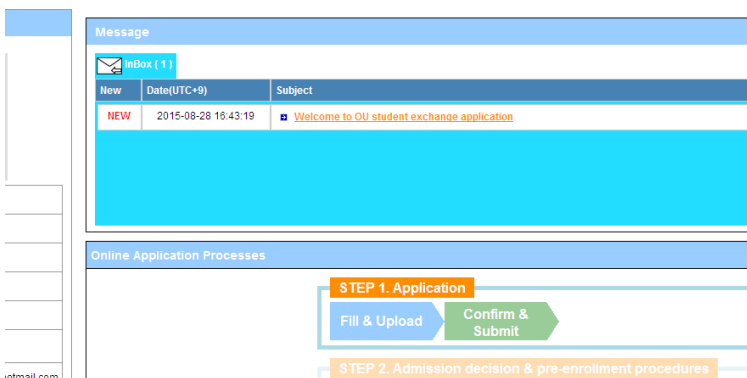 Message
InBox ( 1 )
New Date(UTC+9) Subject
NEW 2015-08-28 16:43:19 Welcome to OU student exchange application
Online Application Processes
STEP 1. Application
Fill & Upload
Confirm &
Submit
STEP 2. Admission decision & pre-enrollment procedures
otmail.com